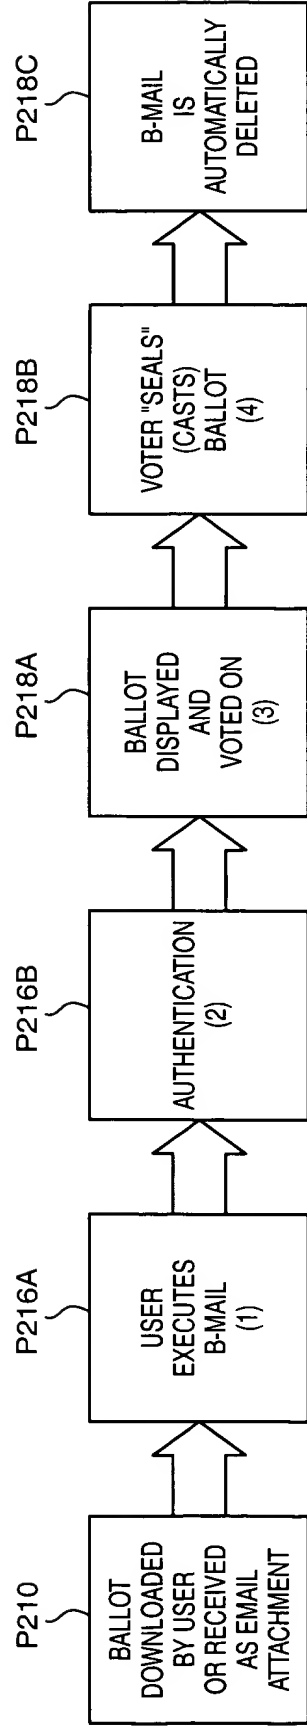 P210
BALLOT
DOWNLOADED
BY USER
OR RECEIVED
AS EMAIL
ATTACHMENT
P216A
USER
EXECUTES
B-MAIL
(1)
P216B
AUTHENTICATION
(2)
P218A
BALLOT
DISPLAYED
AND
VOTED ON
(3)
P218B
VOTER "SEALS"
(CASTS)
BALLOT
(4)
P218C
B-MAIL
IS
AUTOMATICALLY
DELETED